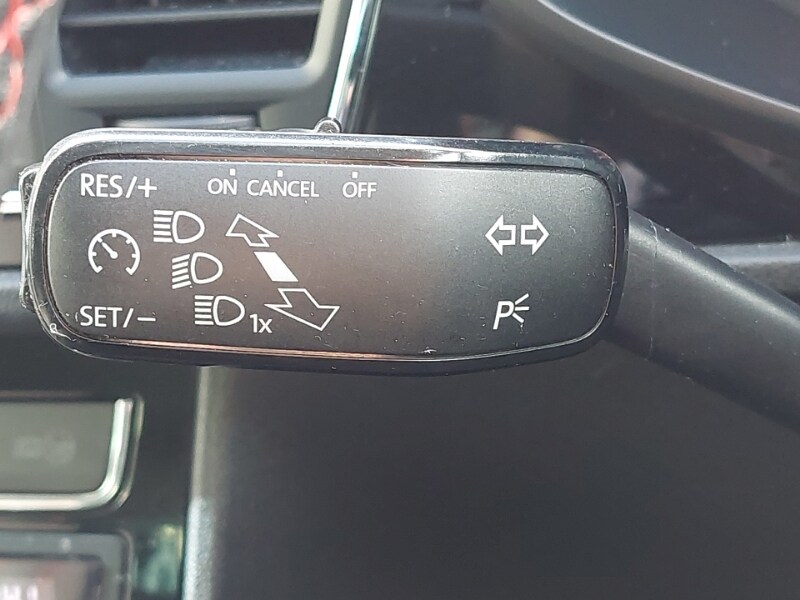 RES/+ ON CANCEL OFF
SET/- 1x P